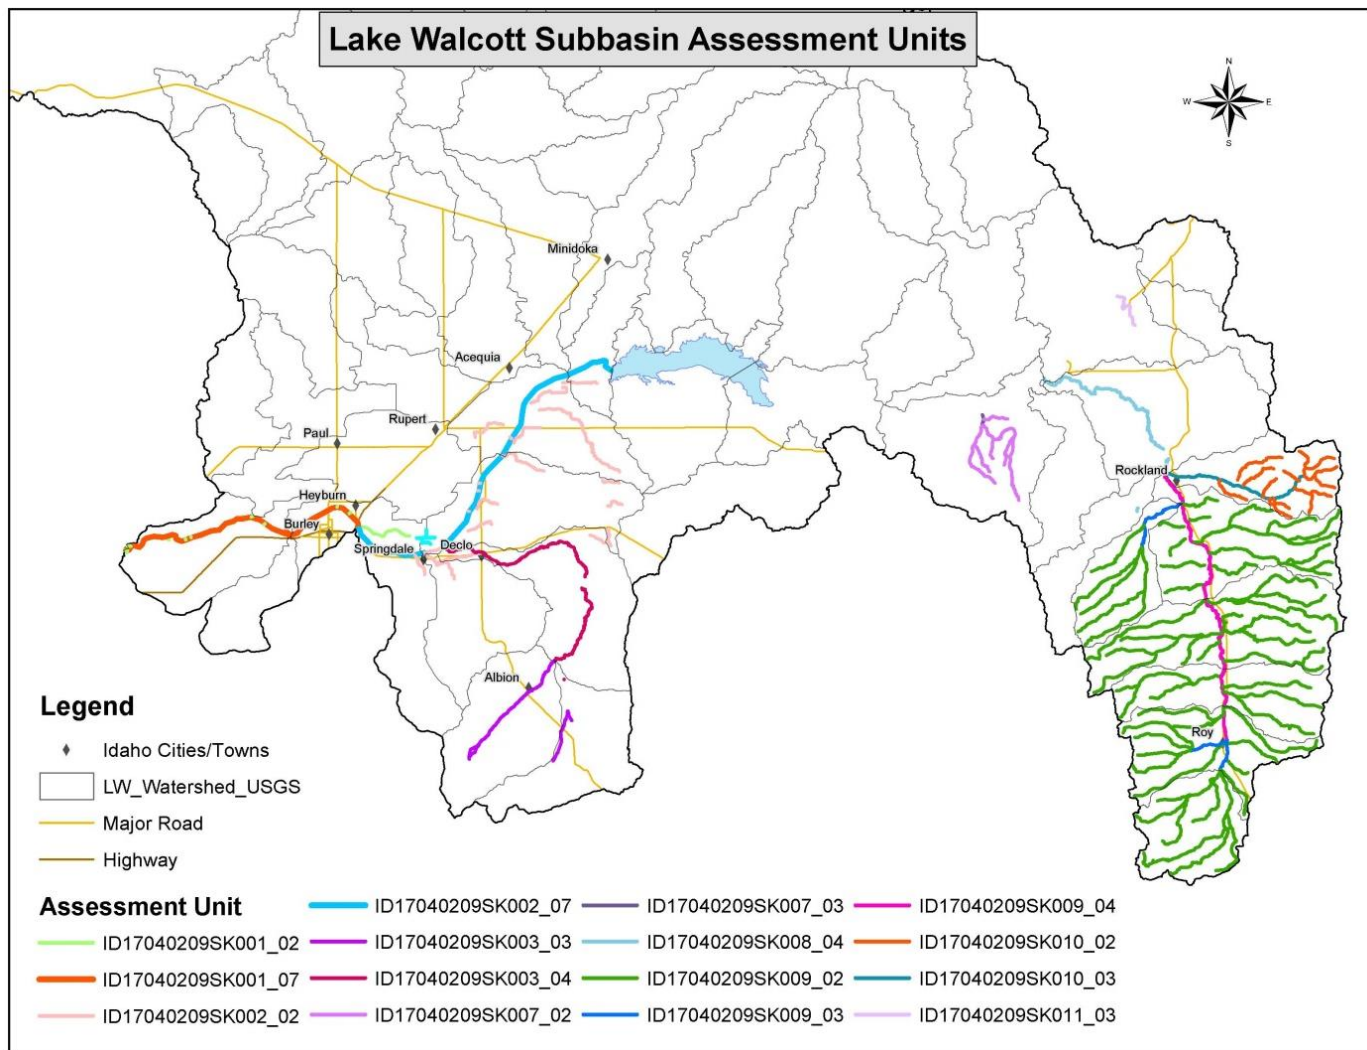 Lake Walcott Subbasin Assessment Units
N
W
E
S
Minidoka
Acequia
Rupert
Paul
Heyburn
Burley
Springdale
Declo
Albion
Rockland
Roy
Legend
Idaho Cities/Towns
LW_Watershed_USGS
Major Road
Highway
Assessment Unit
ID17040209SK001_02
ID17040209SK001_07
ID17040209SK002_02
ID17040209SK002_07
ID17040209SK003_03
ID17040209SK003_04
ID17040209SK007_02
ID17040209SK007_03
ID17040209SK008_04
ID17040209SK009_02
ID17040209SK009_03
ID17040209SK009_04
ID17040209SK010_02
ID17040209SK010_03
ID17040209SK011_03